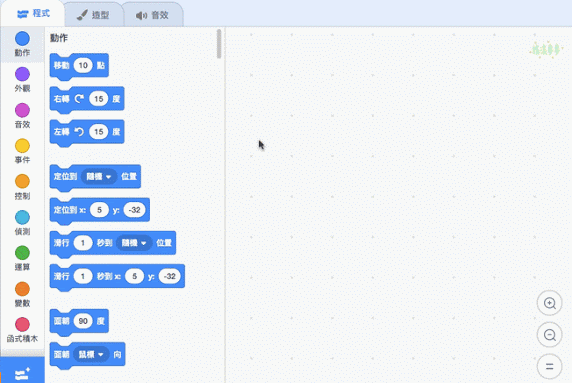 程式 造型 音效
動作
外觀
音效
事件
控制
偵測
運算
變數
函式積木
動作
移動 10 點
右轉 15 度
左轉 15 度
定位到 隨機 位置
定位到 x: 5 y: -32
滑行 1 秒到 隨機 位置
滑行 1 秒到 x: 5 y: -32
面朝 90 度
面朝 鼠標 向